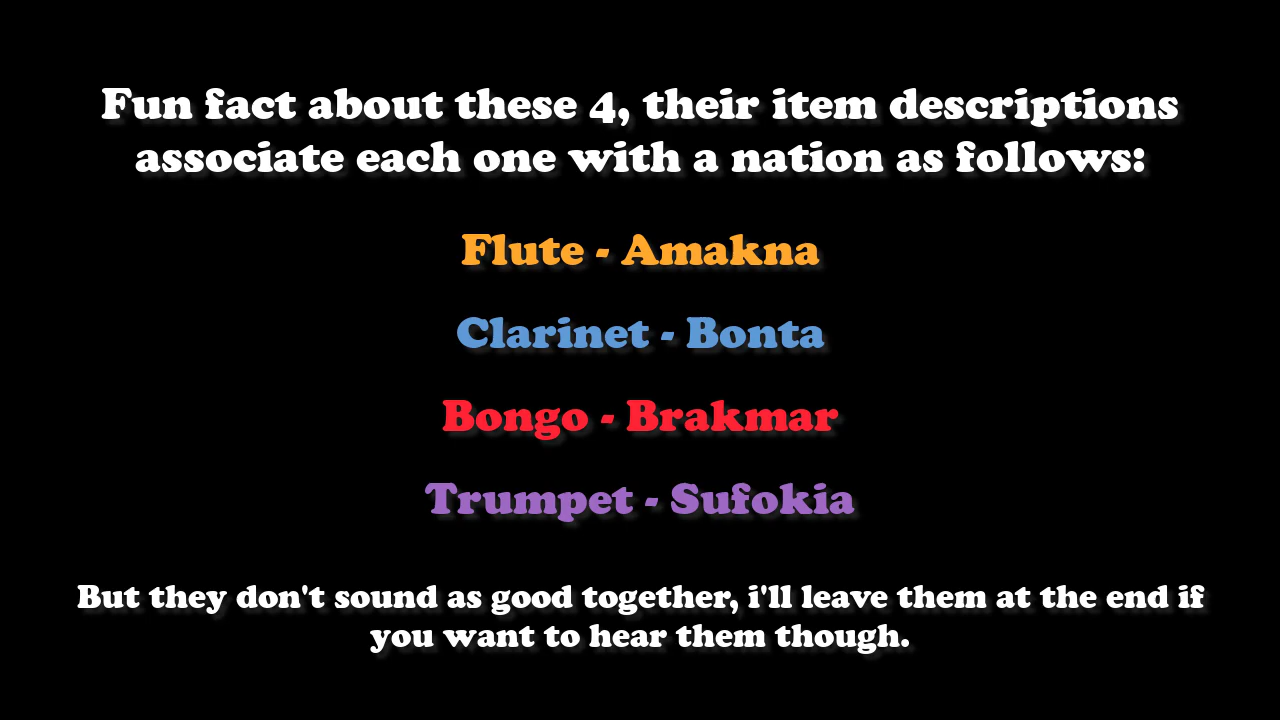 Fun fact about these 4, their item descriptions
associate each one with a nation as follows:
Flute - Amakna
Clarinet - Bonta
Bongo - Brakmar
Trumpet - Sufokia
But they don't sound as good together, i'll leave them at the end if
you want to hear them though.